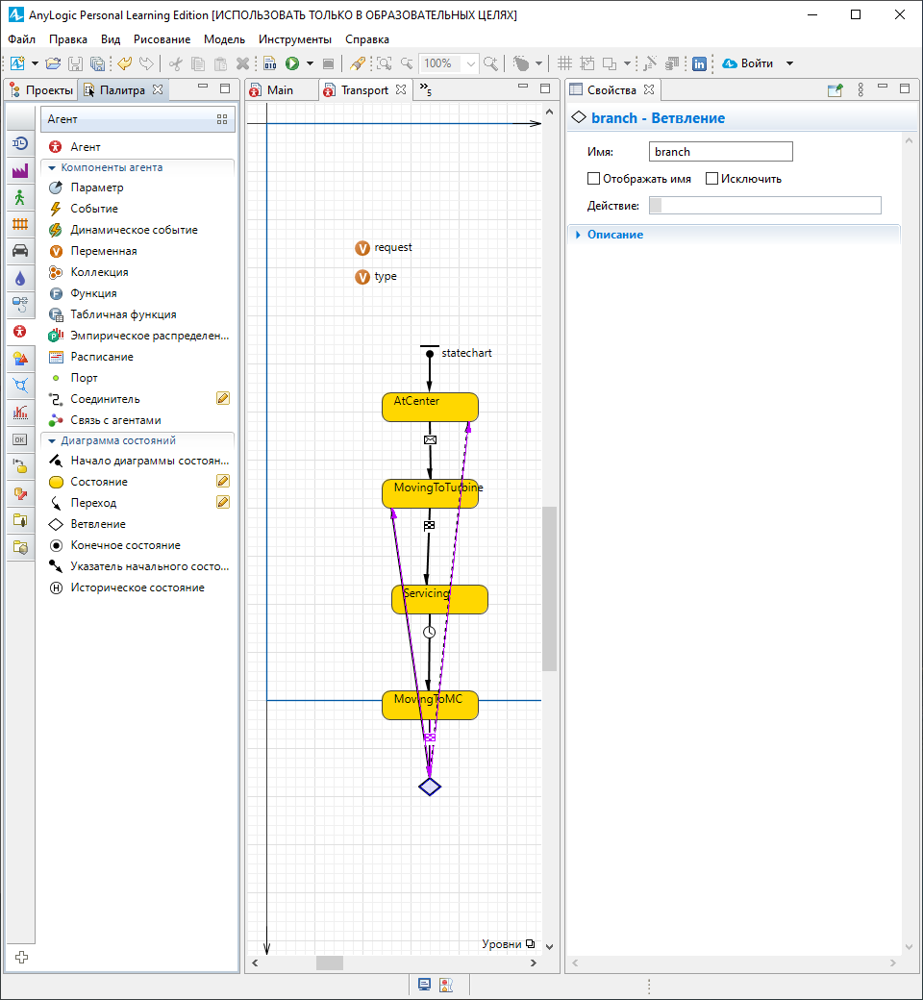 AnyLogic Personal Learning Edition [ИСПОЛЬЗОВАТЬ ТОЛЬКО В ОБРАЗОВАТЕЛЬНЫХ ЦЕЛЯХ]
Файл Правка Вид Рисование Модель Инструменты Справка
010 100% in Войти
Проекты Палитра Main Transport »5 Свойства
Агент
branch - Ветвление
Агент
Имя: branch
Компоненты агента
Отображать имя Исключить
Параметр
Действие:
Событие
Динамическое событие
Описание
Переменная
V request
Коллекция
V type
Функция
Табличная функция
Эмпирическое распределен...
Расписание
statechart
Порт
Соединитель
AtCenter
Связь с агентами
Диаграмма состояний
OK
Начало диаграммы состоян...
Состояние
MovingToTurbine
Переход
Ветвление
Конечное состояние
Указатель начального состо...
Историческое состояние
Servicing
MovingToMC
Уровни